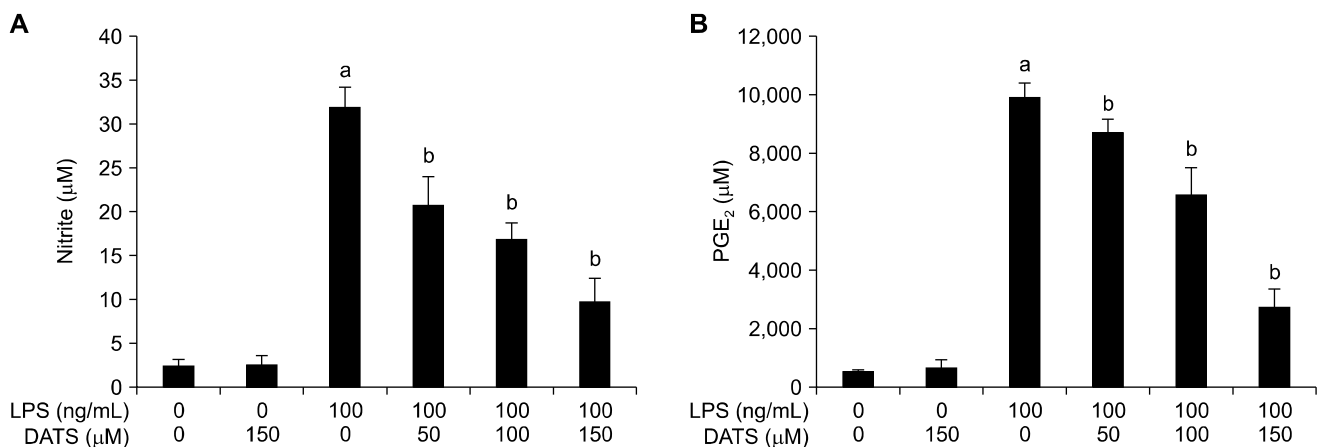 A
Nitrite (µM)
40
35
30
25
20
15
10
5
0
a
b
b
b
LPS (ng/mL) 0 0 100 100 100 100
DATS (µM) 0 150 0 50 100 150
B
PGE₂ (µM)
12,000
10,000
8,000
6,000
4,000
2,000
0
a
b
b
b
LPS (ng/mL) 0 0 100 100 100 100
DATS (µM) 0 150 0 50 100 150